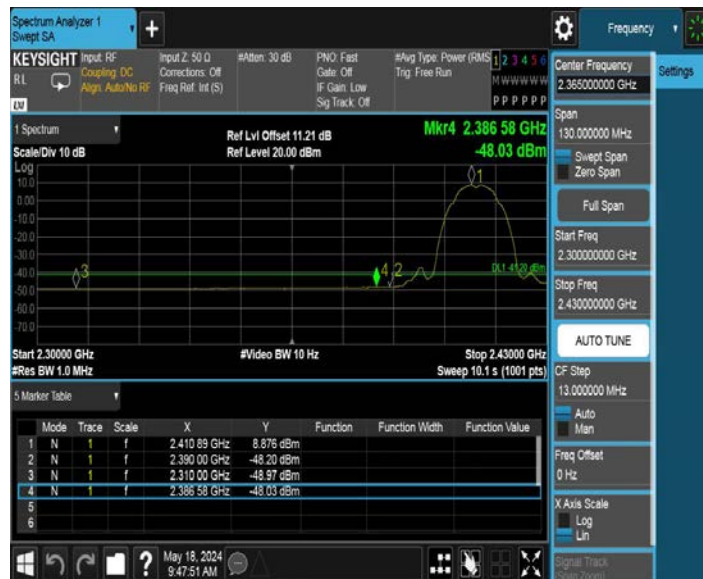 Spectrum Analyzer 1
Swept SA
+
Frequency
KEYSIGHT
RL
Input: RF
Coupling: DC
Align: Auto/No RF
Input Z: 50 Ω
Corrections: Off
Freq Ref: Int (S)
#Atten: 30 dB
PNO: Fast
Gate: Off
IF Gain: Low
Sig Track: Off
#Avg Type: Power (RMS
Trig: Free Run
1 2 3 4 5 6
M W W W W W
P P P P P P
1 Spectrum
Scale/Div 10 dB
Ref Lvl Offset 11.21 dB
Ref Level 20.00 dBm
Mkr4 2.386 58 GHz
-48.03 dBm
Log
10.0
0.00
-10.0
-20.0
-30.0
-40.0
-50.0
-60.0
-70.0
1
3
4
2
DL1 -41.20 dBm
Start 2.30000 GHz
#Video BW 10 Hz
Stop 2.43000 GHz
#Res BW 1.0 MHz
Sweep 10.1 s (1001 pts)
5 Marker Table
Mode Trace Scale X Y Function Function Width Function Value
1 N 1 f 2.410 89 GHz 8.876 dBm
2 N 1 f 2.390 00 GHz -48.20 dBm
3 N 1 f 2.310 00 GHz -48.97 dBm
4 N 1 f 2.386 58 GHz -48.03 dBm
5
6
?
May 18, 2024
9:47:51 AM
Center Frequency
2.365000000 GHz
Settings
Span
130.000000 MHz
Swept Span
Zero Span
Full Span
Start Freq
2.300000000 GHz
Stop Freq
2.430000000 GHz
AUTO TUNE
CF Step
13.000000 MHz
Auto
Man
Freq Offset
0 Hz
X Axis Scale
Log
Lin
Signal Track
(Span Zoom)